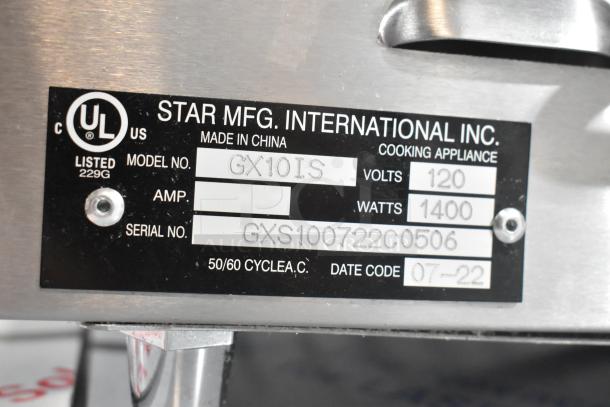 STAR MFG. INTERNATIONAL INC.
C UL ® US
LISTED
229G
MADE IN CHINA
COOKING APPLIANCE
MODEL NO. GX10IS VOLTS 120
AMP. WATTS 1400
SERIAL NO. GXS10072200506
50/60 CYCLEA.C. DATE CODE 07-22